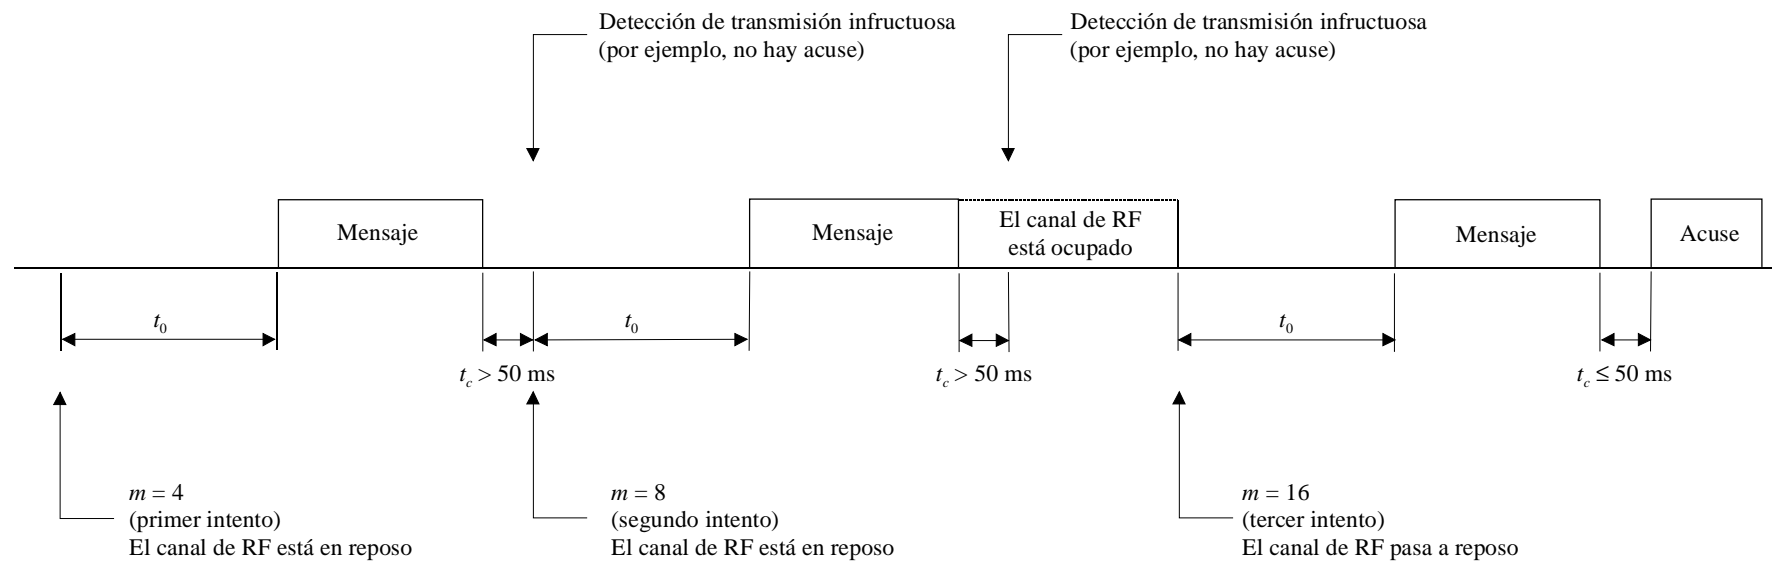 Detección de transmisión infructuosa
(por ejemplo, no hay acuse)
Detección de transmisión infructuosa
(por ejemplo, no hay acuse)
Mensaje
Mensaje
El canal de RF
está ocupado
Mensaje
Acuse
t0
t0
t0
tc > 50 ms
tc > 50 ms
tc ≤ 50 ms
m = 4
(primer intento)
El canal de RF está en reposo
m = 8
(segundo intento)
El canal de RF está en reposo
m = 16
(tercer intento)
El canal de RF pasa a reposo